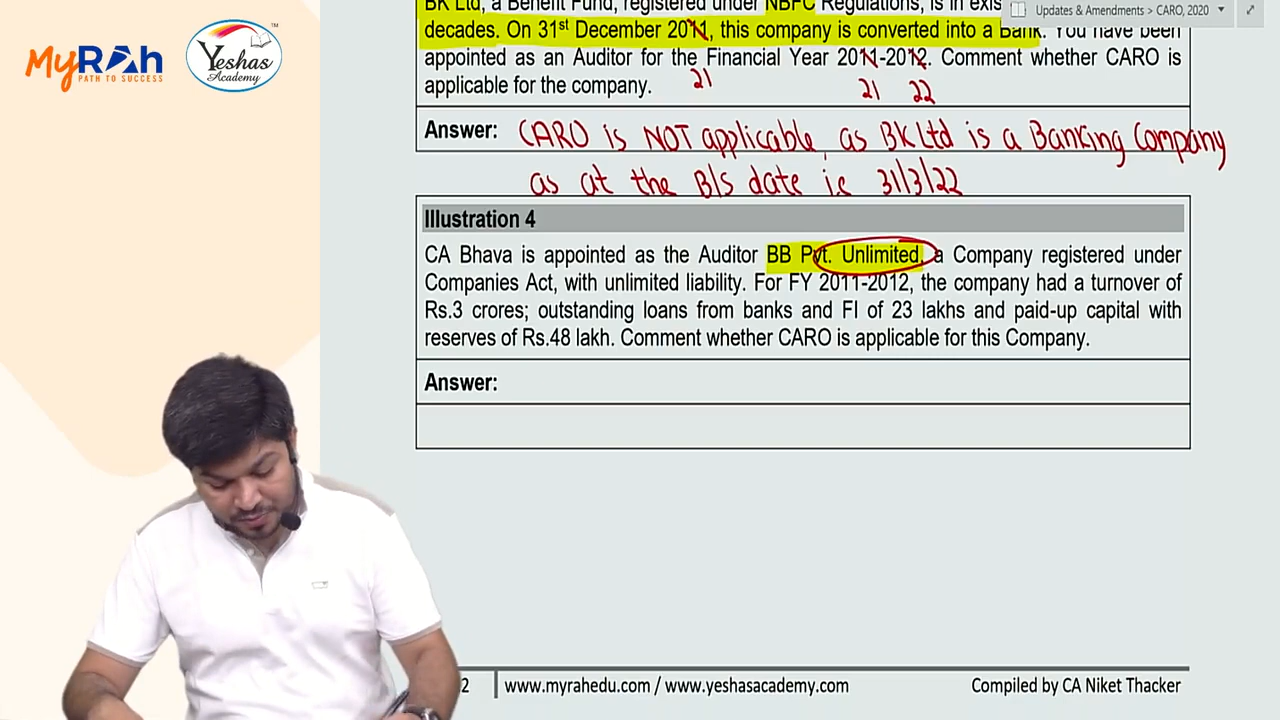 MyRAh
PATH TO SUCCESS
Yeshas
Academy
TM
Updates & Amendments > CARO, 2020
BK Ltd, a Benefit Fund, registered under NBFC Regulations, is in exis
decades. On 31st December 2011, this company is converted into a Bank. You have been
appointed as an Auditor for the Financial Year 2011-2012. Comment whether CARO is
applicable for the company.
21
21 22
Answer: CARO is NOT applicable, as BK Ltd is a Banking Company
as at the B/S date i.e 31/3/22
Illustration 4
CA Bhava is appointed as the Auditor BB Pvt. Unlimited, a Company registered under
Companies Act, with unlimited liability. For FY 2011-2012, the company had a turnover of
Rs.3 crores; outstanding loans from banks and FI of 23 lakhs and paid-up capital with
reserves of Rs.48 lakh. Comment whether CARO is applicable for this Company.
Answer:
2
www.myrahedu.com / www.yeshasacademy.com
Compiled by CA Niket Thacker